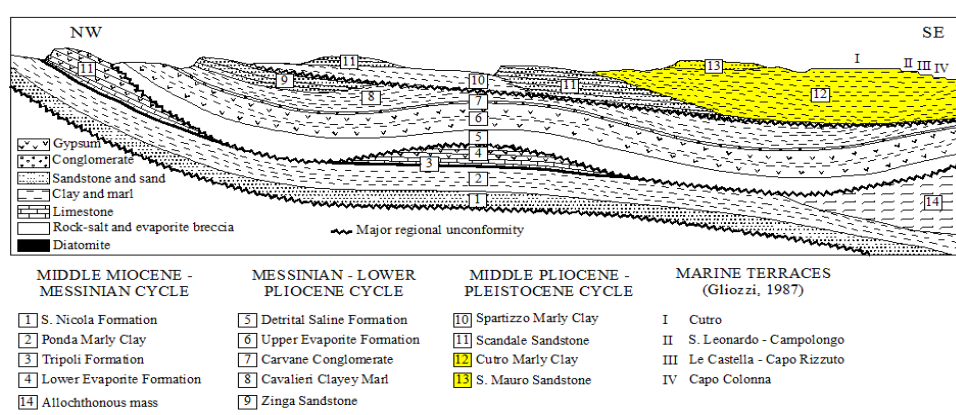 NW
SE
I
II
III
IV
11
11
13
10
9
11
12
8
7
6
5
4
3
2
14
1
Gypsum
Conglomerate
Sandstone and sand
Clay and marl
Limestone
Rock-salt and evaporite breccia
Diatomite
Major regional unconformity
MIDDLE MIOCENE -
MESSINIAN CYCLE
1 S. Nicola Formation
2 Ponda Marly Clay
3 Tripoli Formation
4 Lower Evaporite Formation
14 Allochthonous mass
MESSINIAN - LOWER
PLIOCENE CYCLE
5 Detrital Saline Formation
6 Upper Evaporite Formation
7 Carvane Conglomerate
8 Cavalieri Clayey Marl
9 Zinga Sandstone
MIDDLE PLIOCENE -
PLEISTOCENE CYCLE
10 Spartizzo Marly Clay
11 Scandale Sandstone
12 Cutro Marly Clay
13 S. Mauro Sandstone
MARINE TERRACES
(Gliozzi, 1987)
I Cutro
II S. Leonardo - Campolongo
III Le Castella - Capo Rizzuto
IV Capo Colonna